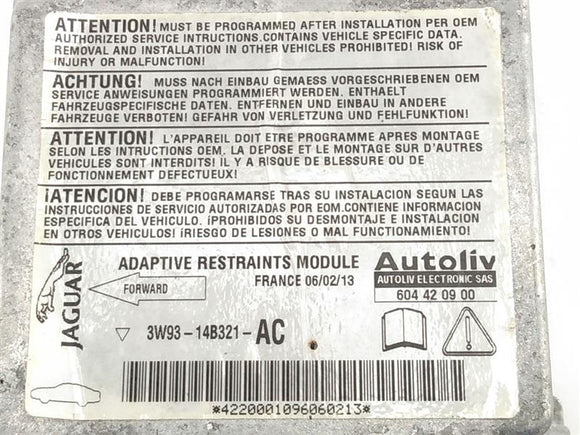 ATTENTION! MUST BE PROGRAMMED AFTER INSTALLATION PER OEM
AUTHORIZED SERVICE INTRUCTIONS.CONTAINS VEHICLE SPECIFIC DATA.
REMOVAL AND INSTALLATION IN OTHER VEHICLES PROHIBITED! RISK OF
INJURY OR MALFUNCTION!
ACHTUNG! MUSS NACH EINBAU GEMAESS VORGESCHRIEBENEN OEM
SERVICE ANWEISUNGEN PROGRAMMIERT WERDEN. ENTHAELT
FAHRZEUGSPEZIFISCHE DATEN. ENTFERNEN UND EINBAU IN ANDERE
FAHRZEUGE VERBOTEN! GEFAHR VON VERLETZUNG UND FEHLFUNKTION!
ATTENTION! L'APPAREIL DOIT ETRE PROGRAMME APRES MONTAGE
SELON LES INTRUCTIONS OEM. LA DEPOSE ET LE MONTAGE SUR D'AUTRES
VEHICULES SONT INTERDITS! IL Y A RISQUE DE BLESSURE OU DE
FONCTIONNEMENT DEFECTUEUX!
¡ATENCION! DEBE PROGRAMARSE TRAS SU INSTALACION SEGUN LAS
INSTRUCCIONES DE SERVICIO AUTORIZADAS POR EOM.CONTIENE INFORMACION
ESPECIFICA DEL VEHICULO. ¡PROHIBIDOS SU DESMONTAJE E INSTALACION
EN OTROS VEHICULOS! ¡RIESGO DE LESIONES O MAL FUNCIONAMIENTO!
JAGUAR
ADAPTIVE RESTRAINTS MODULE
FORWARD
FRANCE 06/02/13
Autoliv
AUTOLIV ELECTRONIC SAS
604 42 09 00
3W93-14B321-AC
*4220001096060213*